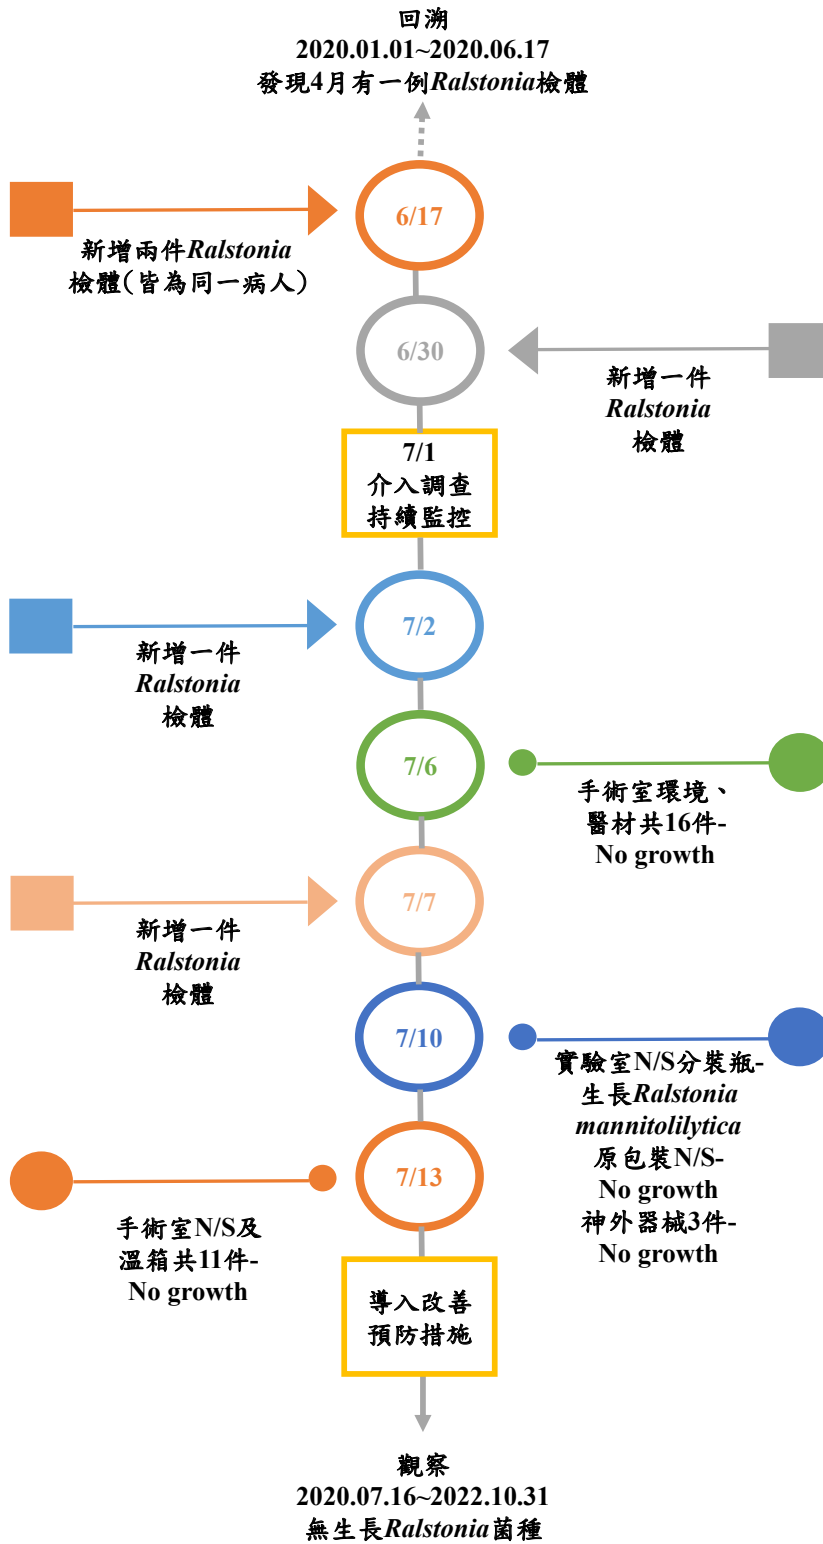 回溯
2020.01.01~2020.06.17
發現4月有一例Ralstonia檢體
6/17
新增兩件Ralstonia
檢體(皆為同一病人)
6/30
新增一件
Ralstonia
檢體
7/1
介入調查
持續監控
7/2
新增一件
Ralstonia
檢體
7/6
手術室環境、
醫材共16件-
No growth
7/7
新增一件
Ralstonia
檢體
7/10
實驗室N/S分裝瓶-
生長Ralstonia
mannitolilytica
原包裝N/S-
No growth
神外器械3件-
No growth
7/13
手術室N/S及
溫箱共11件-
No growth
導入改善
預防措施
觀察
2020.07.16~2022.10.31
無生長Ralstonia菌種